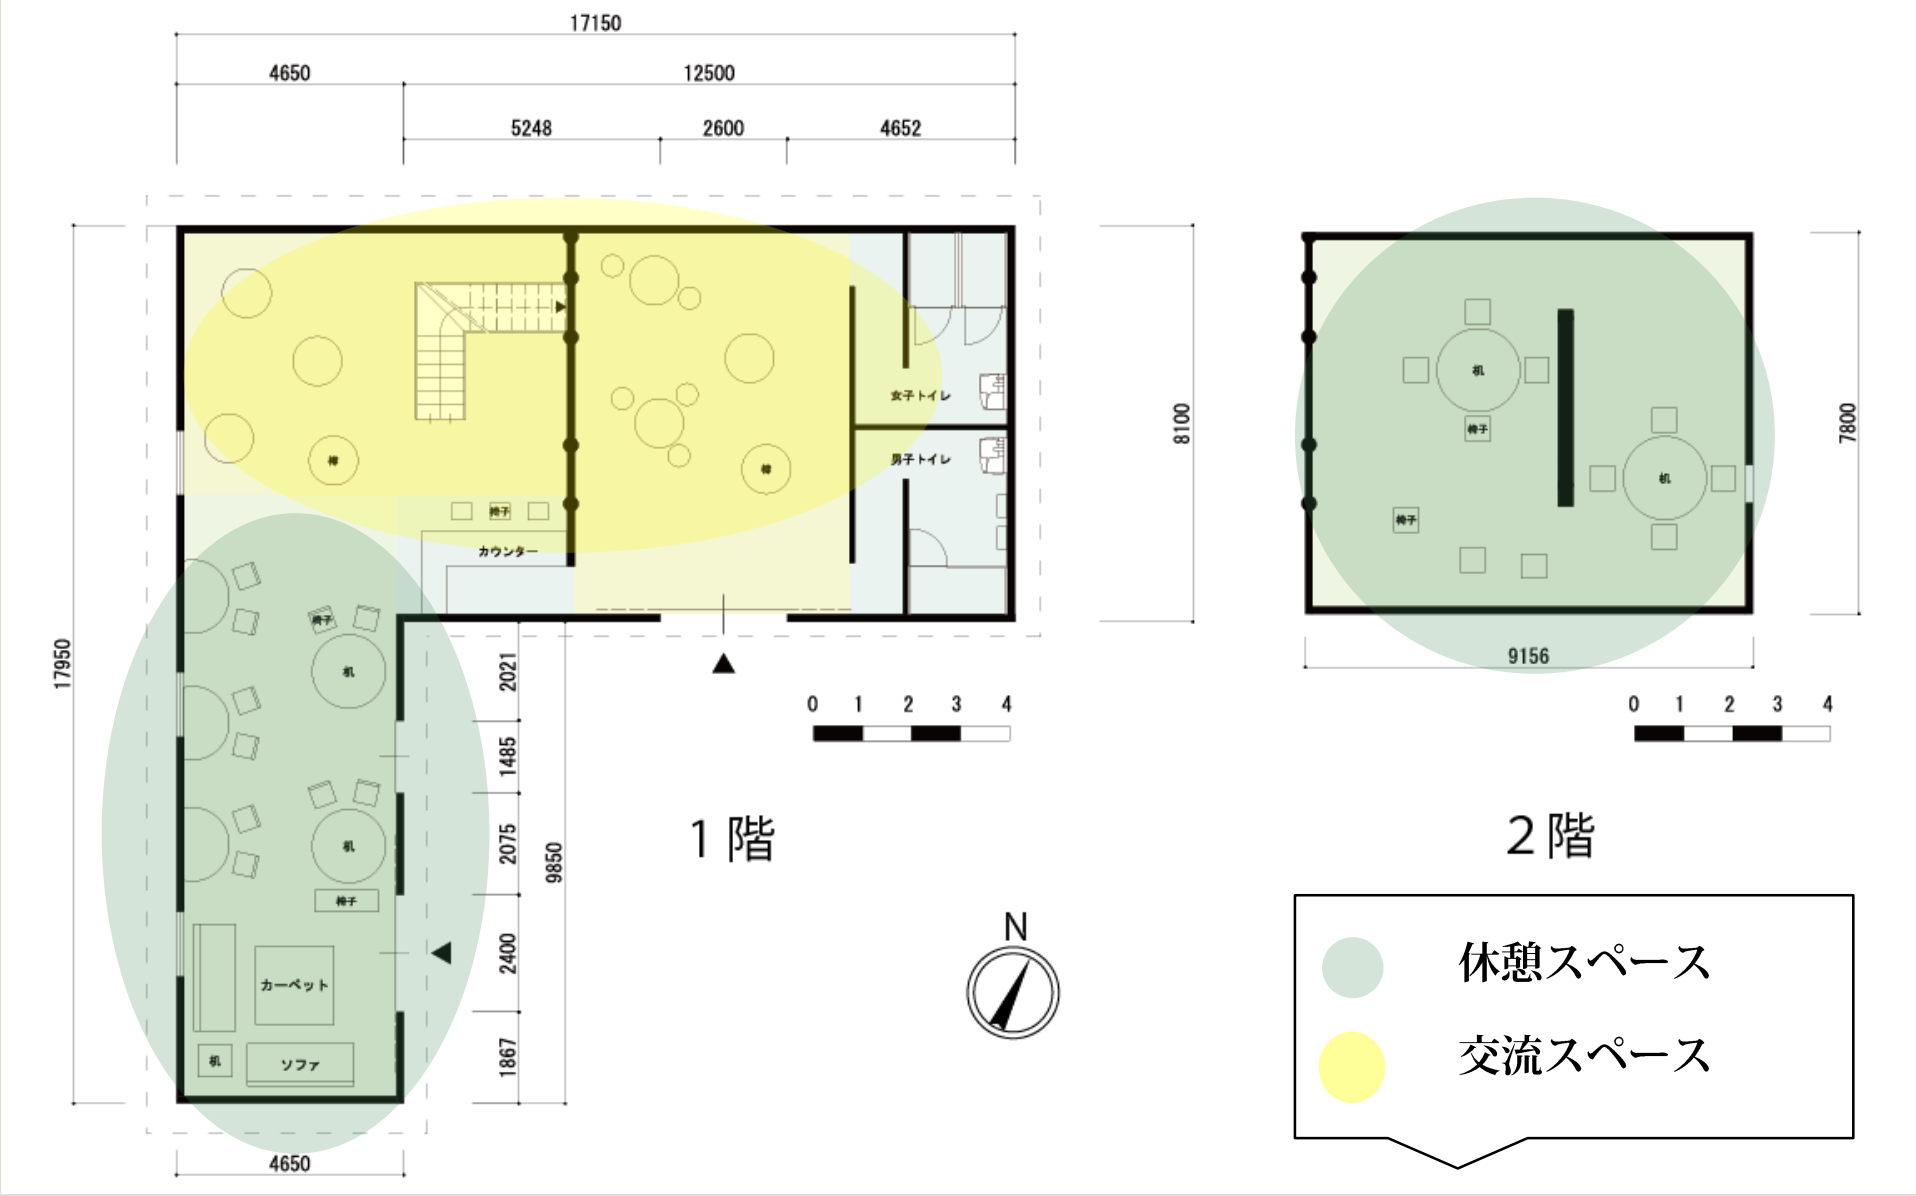 17150
4650
12500
5248
2600
4652
女子トイレ
男子トイレ
樽
樽
椅子
カウンター
17950
8100
椅子
机
机
椅子
カーペット
机
ソファ
4650
2021
1485
2075
2400
1867
9850
0 1 2 3 4
1階
N
机
椅子
机
椅子
7800
9156
0 1 2 3 4
2階
休憩スペース
交流スペース